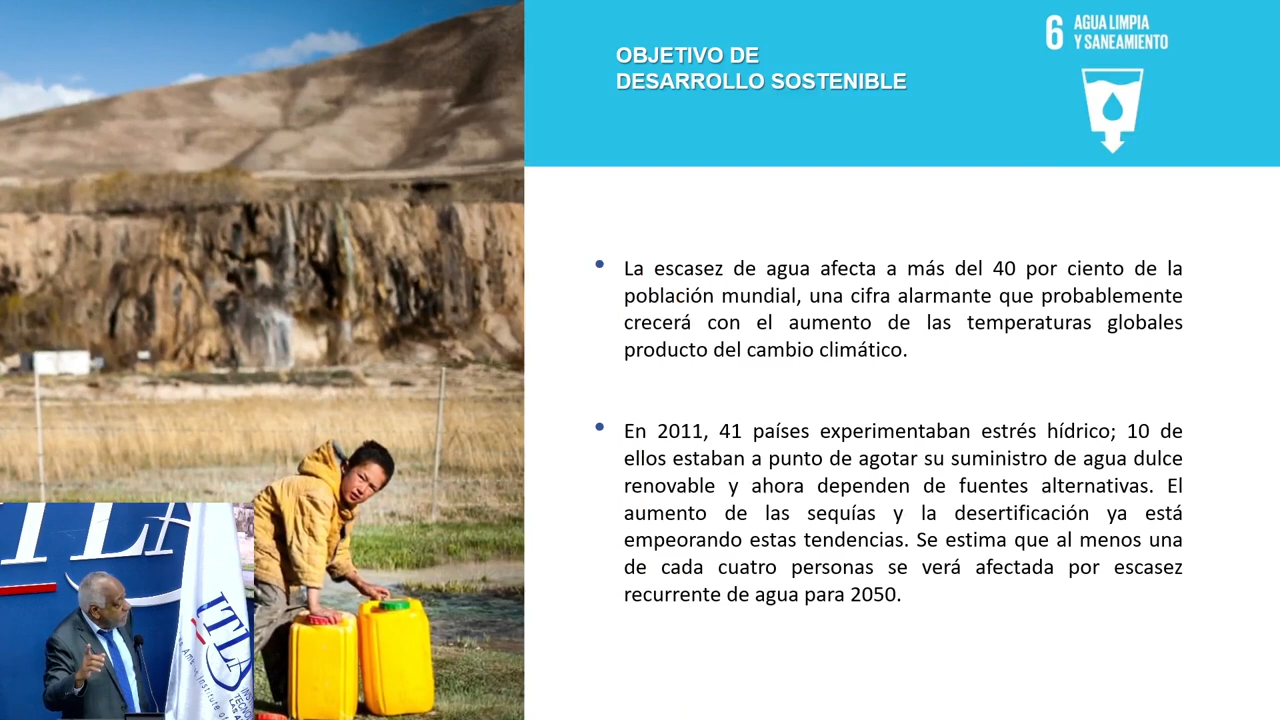 OBJETIVO DE
DESARROLLO SOSTENIBLE
6 AGUA LIMPIA
Y SANEAMIENTO
• La escasez de agua afecta a más del 40 por ciento de la
población mundial, una cifra alarmante que probablemente
crecerá con el aumento de las temperaturas globales
producto del cambio climático.
• En 2011, 41 países experimentaban estrés hídrico; 10 de
ellos estaban a punto de agotar su suministro de agua dulce
renovable y ahora dependen de fuentes alternativas. El
aumento de las sequías y la desertificación ya está
empeorando estas tendencias. Se estima que al menos una
de cada cuatro personas se verá afectada por escasez
recurrente de agua para 2050.
ITLA
ITLA
Institute of